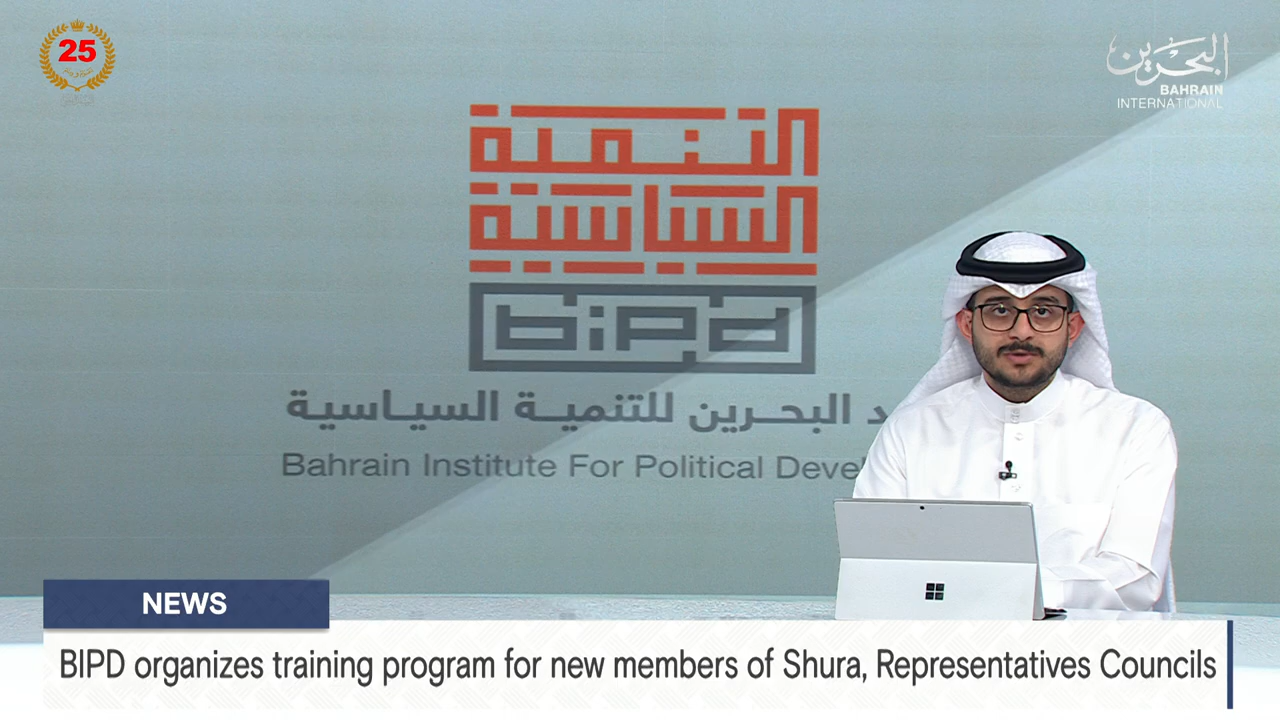 25
البحرين
BAHRAIN
INTERNATIONAL
التنمية
السياسية
bipd
د البحرين للتنمية السياسية
Bahrain Institute For Political Devel
NEWS
BIPD organizes training program for new members of Shura, Representatives Councils